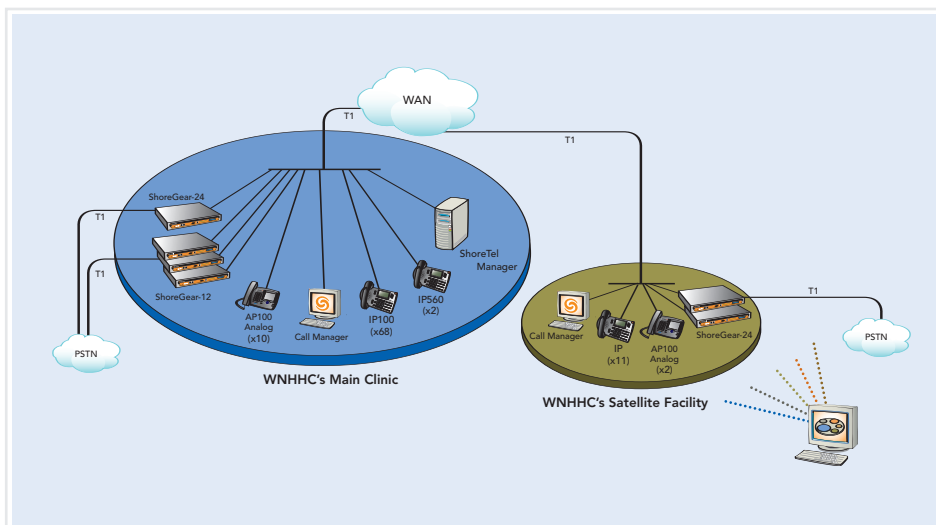 WAN
T1
T1
ShoreGear-24
T1
T1
ShoreGear-12
PSTN
AP100
Analog
(x10)
Call Manager
IP100
(x68)
IP560
(x2)
ShoreTel
Manager
WNHHC's Main Clinic
Call Manager
IP
(x11)
AP100
Analog
(x2)
ShoreGear-24
T1
PSTN
WNHHC's Satellite Facility